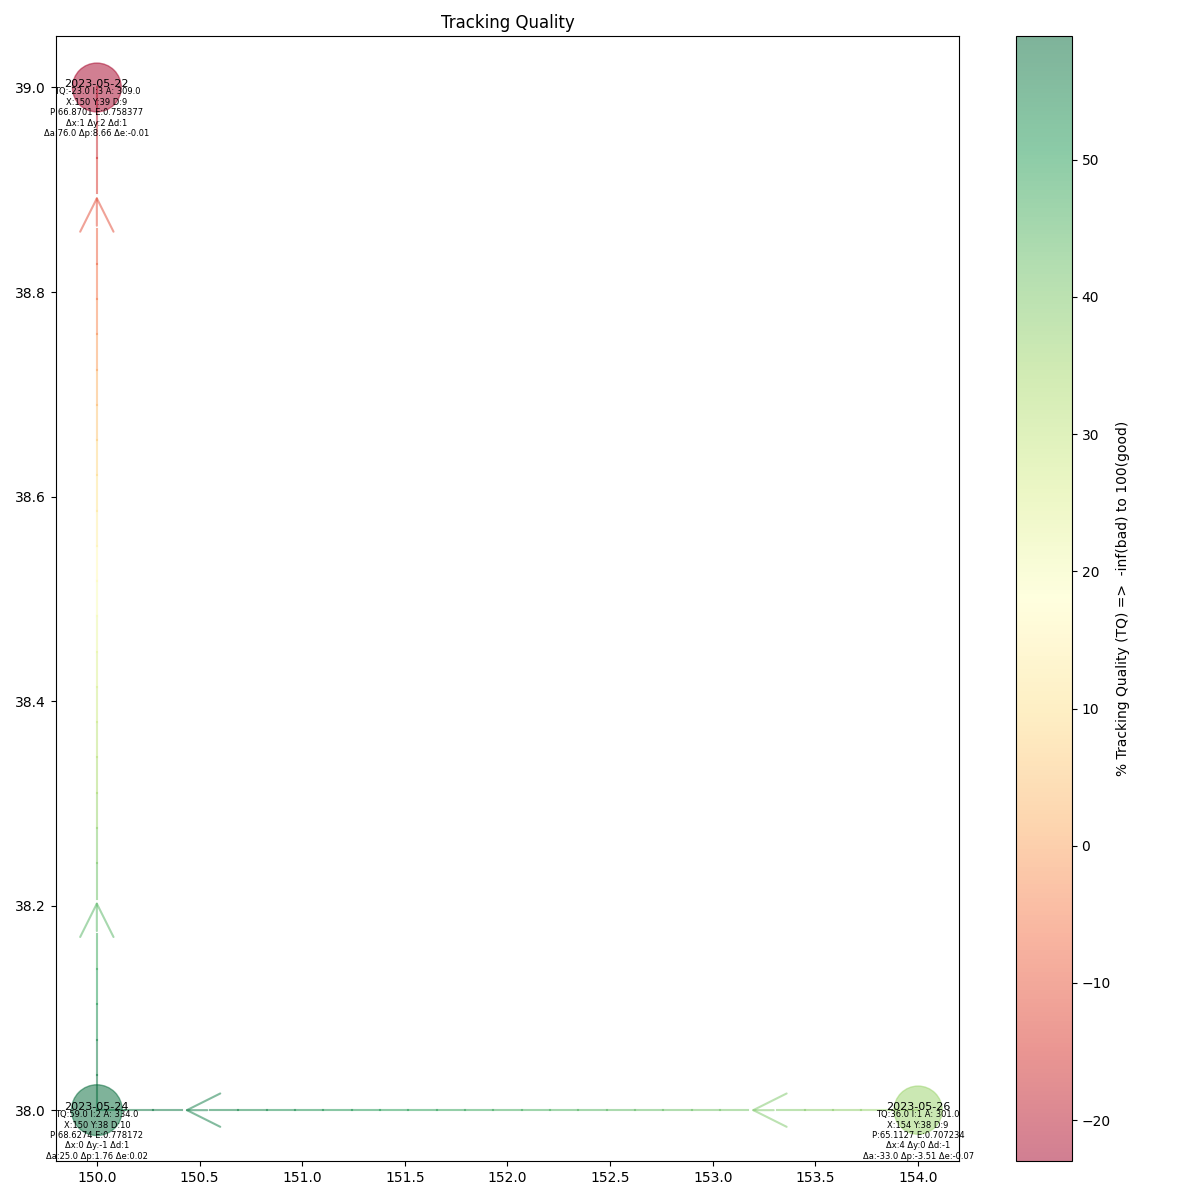 Tracking Quality
39.0
38.8
38.6
38.4
38.2
38.0
150.0
150.5
151.0
151.5
152.0
152.5
153.0
153.5
154.0
2023-05-22
TQ:-23.0 I:3 A: 309.0
X:150 Y:39 D:9
P:66.8701 E:0.758377
Δx:1 Δy:2 Δd:1
Δa:76.0 Δp:8.66 Δe:-0.01
2023-05-24
TQ:59.0 I:2 A: 334.0
X:150 Y:38 D:10
P:68.6274 E:0.778172
Δx:0 Δy:-1 Δd:1
Δa:25.0 Δp:1.76 Δe:0.02
2023-05-26
TQ:36.0 I:1 A: 301.0
X:154 Y:38 D:9
P:65.1127 E:0.707234
Δx:4 Δy:0 Δd:-1
Δa:-33.0 Δp:-3.51 Δe:-0.07
50
40
30
20
10
0
−10
−20
% Tracking Quality (TQ) => -inf(bad) to 100(good)